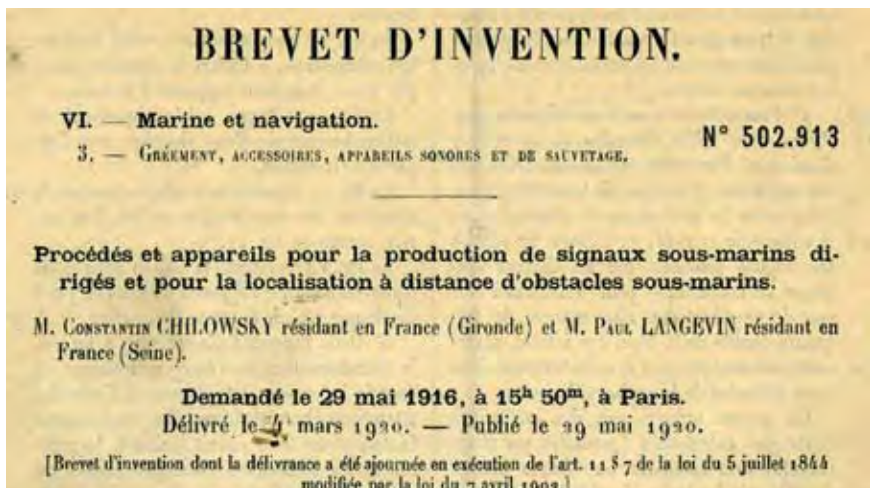 BREVET D'INVENTION.
VI. — Marine et navigation.
N° 502.913
3. — GRÉEMENT, ACCESSOIRES, APPAREILS SONORES ET DE SAUVETAGE.
Procédés et appareils pour la production de signaux sous-marins di-
rigés et pour la localisation à distance d'obstacles sous-marins.
M. CONSTANTIN CHILOWSKY résidant en France (Gironde) et M. PAUL LANGEVIN résidant en
France (Seine).
Demandé le 29 mai 1916, à 15h 50m, à Paris.
Délivré le 4 mars 1920. — Publié le 29 mai 1920.
[Brevet d'invention dont la délivrance a été ajournée en exécution de l'art. 11 § 7 de la loi du 5 juillet 1844
modifiée par la loi du 7 avril 1902.]